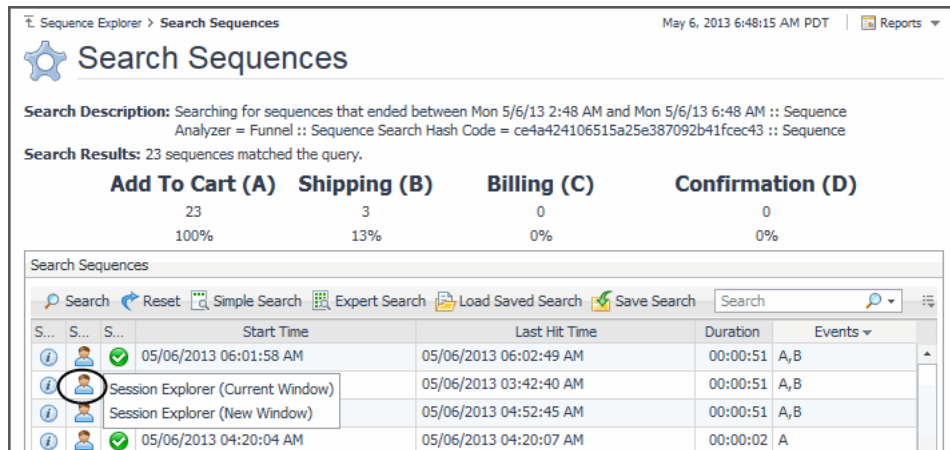 Sequence Explorer > Search Sequences May 6, 2013 6:48:15 AM PDT Reports
Search Sequences
Search Description: Searching for sequences that ended between Mon 5/6/13 2:48 AM and Mon 5/6/13 6:48 AM :: Sequence
Analyzer = Funnel :: Sequence Search Hash Code = ce4a424106515a25e387092b41fcec43 :: Sequence
Search Results: 23 sequences matched the query.
Add To Cart (A) Shipping (B) Billing (C) Confirmation (D)
23 3 0 0
100% 13% 0% 0%
Search Sequences
Search Reset Simple Search Expert Search Load Saved Search Save Search Search
S... S... S... Start Time Last Hit Time Duration Events
05/06/2013 06:01:58 AM 05/06/2013 06:02:49 AM 00:00:51 A,B
Session Explorer (Current Window) 05/06/2013 03:42:40 AM 00:00:51 A,B
Session Explorer (New Window) 05/06/2013 04:52:45 AM 00:00:51 A,B
05/06/2013 04:20:04 AM 05/06/2013 04:20:07 AM 00:00:02 A